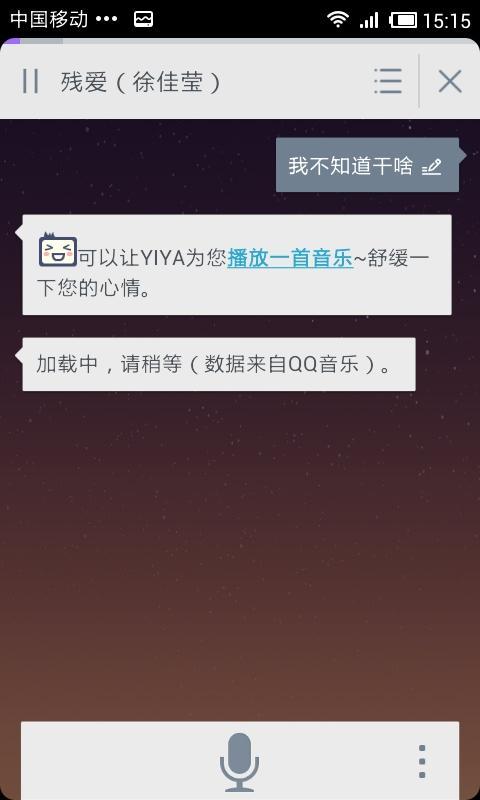 中国移动 ••• 15:15
残爱（徐佳莹）
我不知道干啥
可以让YIYA为您播放一首音乐~舒缓一
下您的心情。
加载中，请稍等（数据来自QQ音乐）。